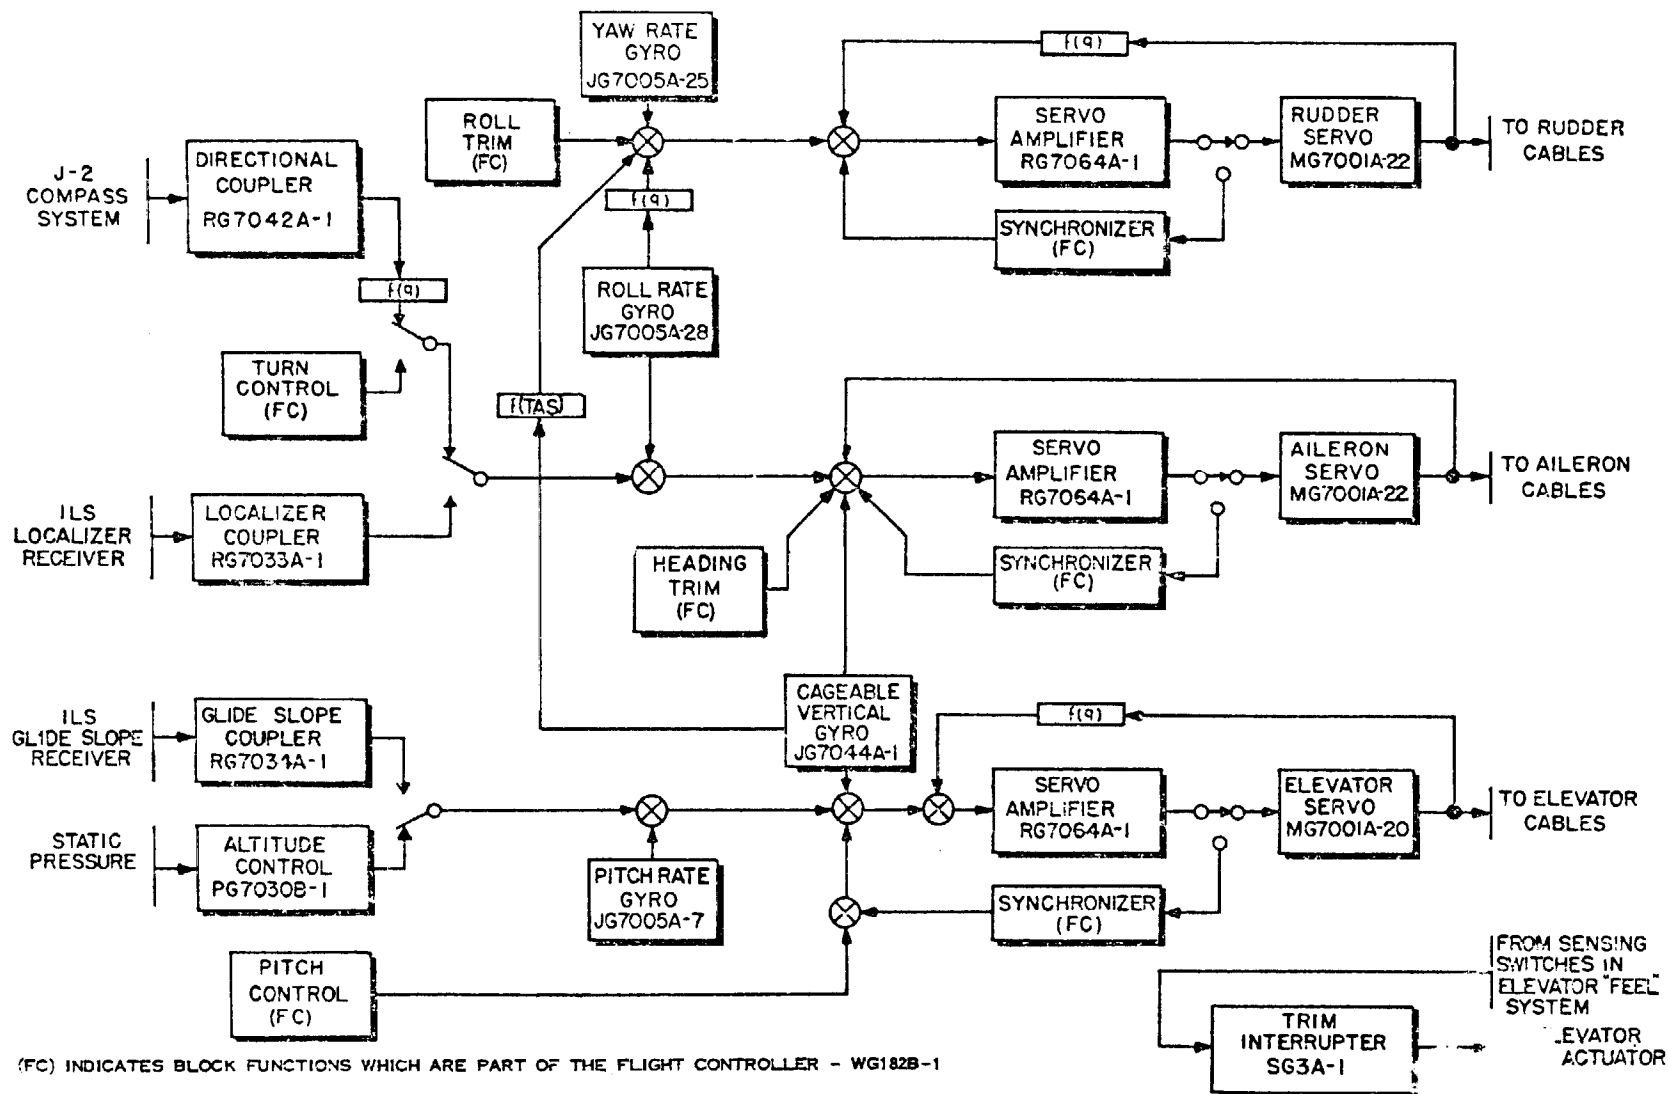 YAW RATE
GYRO
JG7005A-25
f(q)
ROLL
TRIM
(FC)
SERVO
AMPLIFIER
RG7064A-1
RUDDER
SERVO
MG7001A-22
TO RUDDER
CABLES
J-2
COMPASS
SYSTEM
DIRECTIONAL
COUPLER
RG7042A-1
f(q)
SYNCHRONIZER
(FC)
f(q)
ROLL RATE
GYRO
JG7005A-28
TURN
CONTROL
(FC)
f(TAS)
SERVO
AMPLIFIER
RG7064A-1
AILERON
SERVO
MG7001A-22
TO AILERON
CABLES
ILS
LOCALIZER
RECEIVER
LOCALIZER
COUPLER
RG7033A-1
HEADING
TRIM
(FC)
SYNCHRONIZER
(FC)
ILS
GLIDE SLOPE
RECEIVER
GLIDE SLOPE
COUPLER
RG7034A-1
CAGEABLE
VERTICAL
GYRO
JG7044A-1
f(q)
SERVO
AMPLIFIER
RG7064A-1
ELEVATOR
SERVO
MG7001A-20
TO ELEVATOR
CABLES
STATIC
PRESSURE
ALTITUDE
CONTROL
PG7030B-1
PITCH RATE
GYRO
JG7005A-7
SYNCHRONIZER
(FC)
PITCH
CONTROL
(FC)
FROM SENSING
SWITCHES IN
ELEVATOR "FEEL"
SYSTEM
TRIM
INTERRUPTER
SG3A-1
LEVATOR
ACTUATOR
(FC) INDICATES BLOCK FUNCTIONS WHICH ARE PART OF THE FLIGHT CONTROLLER - WG182B-1